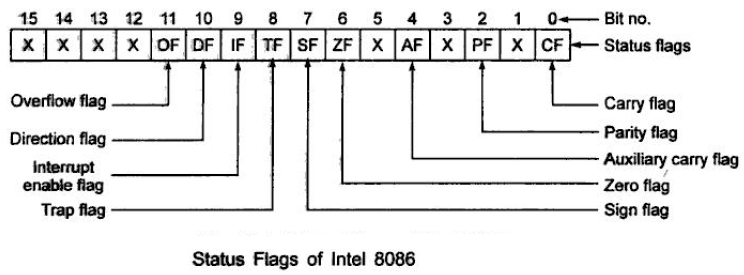 15 14 13 12 11 10 9 8 7 6 5 4 3 2 1 0 Bit no.
X X X X OF DF IF TF SF ZF X AF X PF X CF Status flags
Overflow flag
Carry flag
Direction flag
Parity flag
Interrupt
enable flag
Auxiliary carry flag
Zero flag
Trap flag
Sign flag
Status Flags of Intel 8086